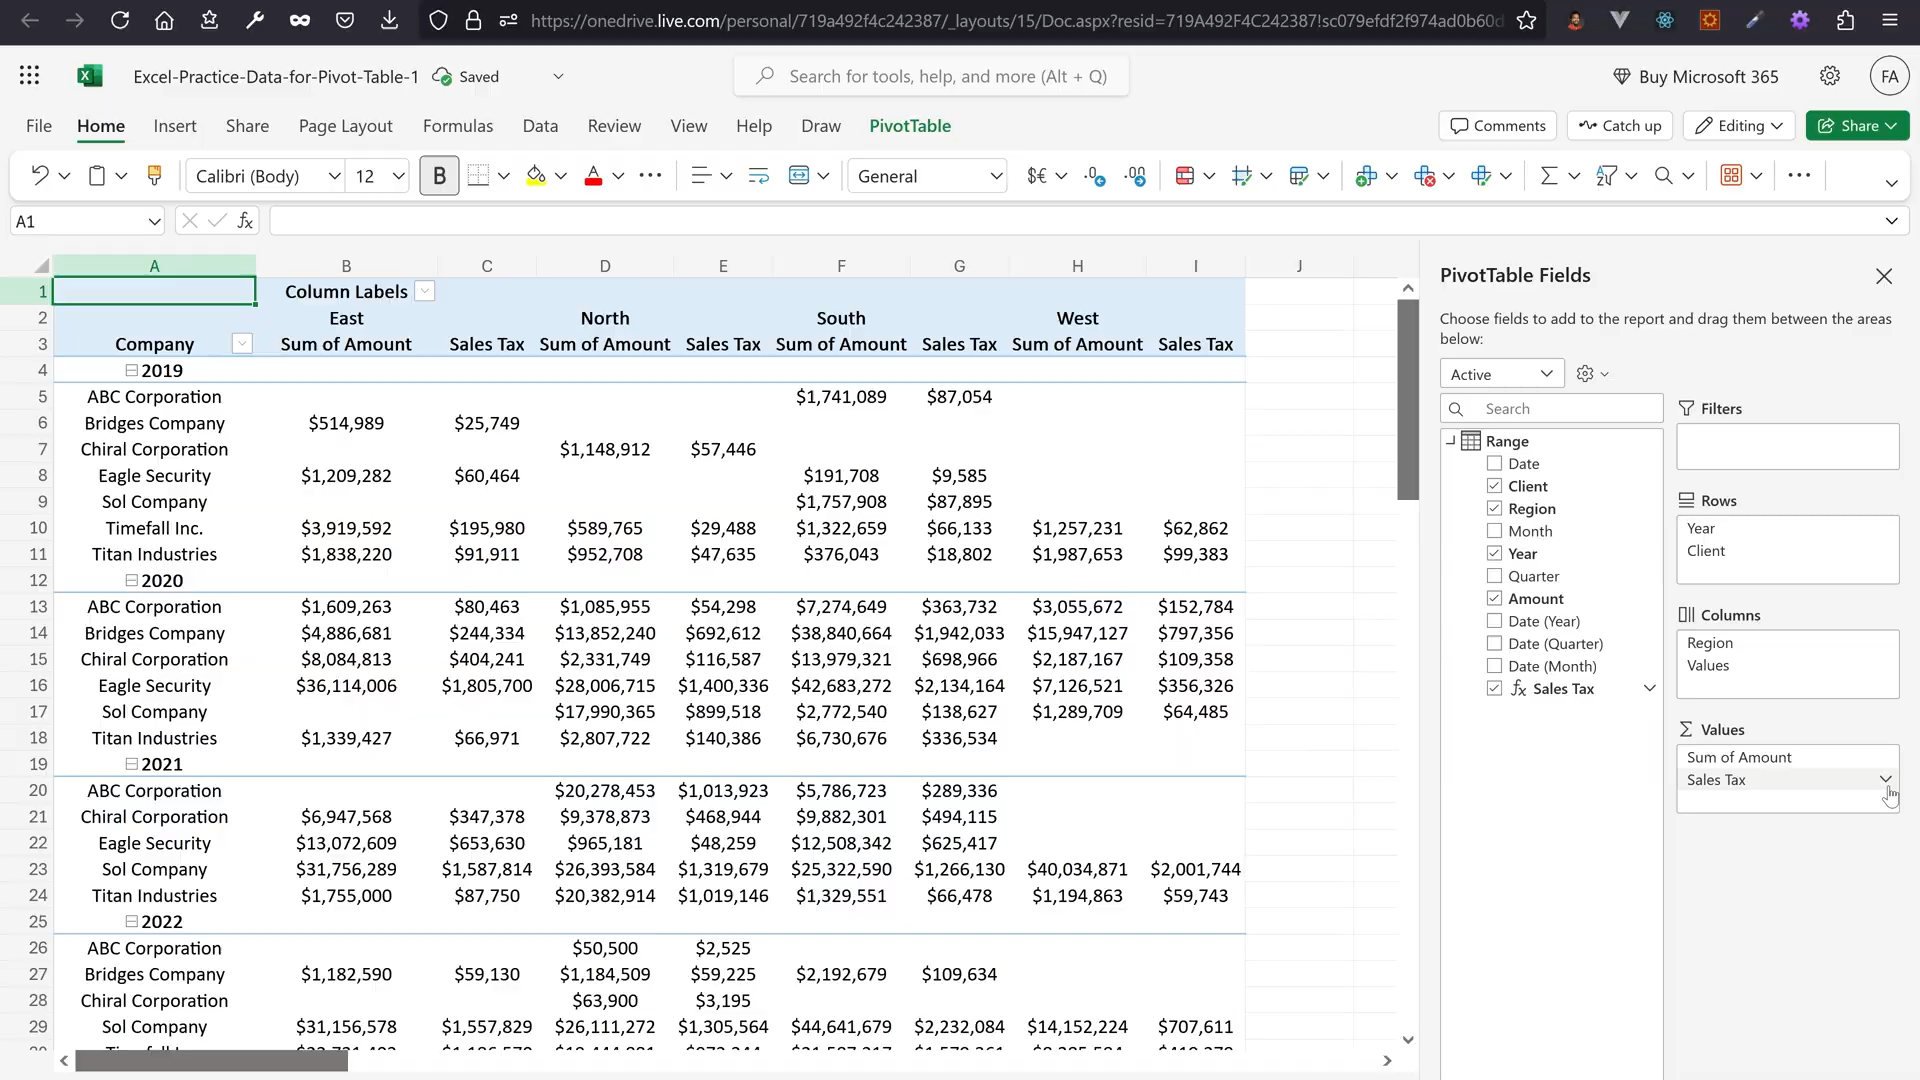 https://onedrive.live.com/personal/719a492f4c242387/_layouts/15/Doc.aspx?resid=719A492F4C242387!sc079efdf2f974ad0b60d
Excel-Practice-Data-for-Pivot-Table-1 Saved
Search for tools, help, and more (Alt + Q)
Buy Microsoft 365
FA
File Home Insert Share Page Layout Formulas Data Review View Help Draw PivotTable
Comments Catch up Editing Share
Calibri (Body) 12 B General
A1
A B C D E F G H I J
1 Column Labels
2 East North South West
3 Company Sum of Amount Sales Tax Sum of Amount Sales Tax Sum of Amount Sales Tax Sum of Amount Sales Tax
4 2019
5 ABC Corporation $1,741,089 $87,054
6 Bridges Company $514,989 $25,749
7 Chiral Corporation $1,148,912 $57,446
8 Eagle Security $1,209,282 $60,464 $191,708 $9,585
9 Sol Company $1,757,908 $87,895
10 Timefall Inc. $3,919,592 $195,980 $589,765 $29,488 $1,322,659 $66,133 $1,257,231 $62,862
11 Titan Industries $1,838,220 $91,911 $952,708 $47,635 $376,043 $18,802 $1,987,653 $99,383
12 2020
13 ABC Corporation $1,609,263 $80,463 $1,085,955 $54,298 $7,274,649 $363,732 $3,055,672 $152,784
14 Bridges Company $4,886,681 $244,334 $13,852,240 $692,612 $38,840,664 $1,942,033 $15,947,127 $797,356
15 Chiral Corporation $8,084,813 $404,241 $2,331,749 $116,587 $13,979,321 $698,966 $2,187,167 $109,358
16 Eagle Security $36,114,006 $1,805,700 $28,006,715 $1,400,336 $42,683,272 $2,134,164 $7,126,521 $356,326
17 Sol Company $17,990,365 $899,518 $2,772,540 $138,627 $1,289,709 $64,485
18 Titan Industries $1,339,427 $66,971 $2,807,722 $140,386 $6,730,676 $336,534
19 2021
20 ABC Corporation $20,278,453 $1,013,923 $5,786,723 $289,336
21 Chiral Corporation $6,947,568 $347,378 $9,378,873 $468,944 $9,882,301 $494,115
22 Eagle Security $13,072,609 $653,630 $965,181 $48,259 $12,508,342 $625,417
23 Sol Company $31,756,289 $1,587,814 $26,393,584 $1,319,679 $25,322,590 $1,266,130 $40,034,871 $2,001,744
24 Titan Industries $1,755,000 $87,750 $20,382,914 $1,019,146 $1,329,551 $66,478 $1,194,863 $59,743
25 2022
26 ABC Corporation $50,500 $2,525
27 Bridges Company $1,182,590 $59,130 $1,184,509 $59,225 $2,192,679 $109,634
28 Chiral Corporation $63,900 $3,195
29 Sol Company $31,156,578 $1,557,829 $26,111,272 $1,305,564 $44,641,679 $2,232,084 $14,152,224 $707,611
PivotTable Fields
Choose fields to add to the report and drag them between the areas
below:
Active
Search
Range
Date
Client
Region
Month
Year
Quarter
Amount
Date (Year)
Date (Quarter)
Date (Month)
fx Sales Tax
Filters
Rows
Year
Client
Columns
Region
Values
Σ Values
Sum of Amount
Sales Tax